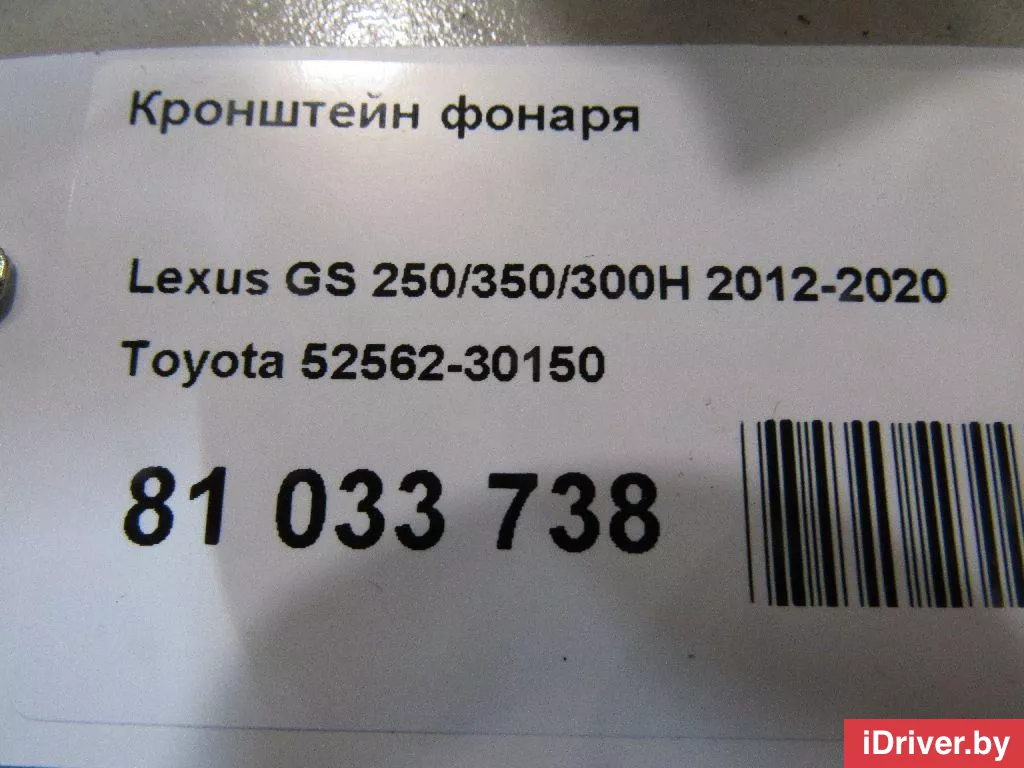 Кронштейн фонаря
Lexus GS 250/350/300H 2012-2020
Toyota 52562-30150
81 033 738
iDriver.by